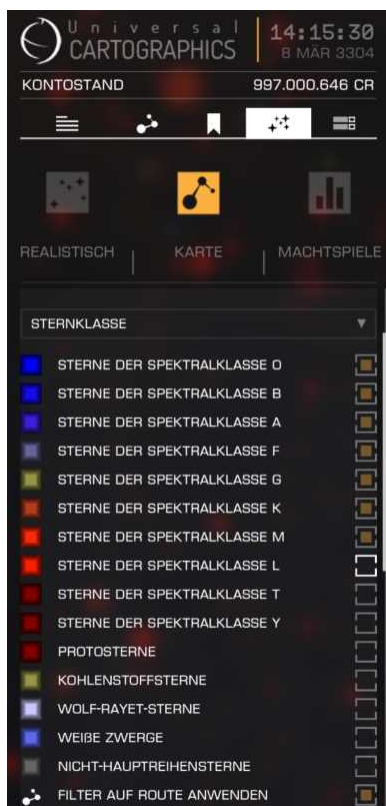 Universal
CARTOGRAPHICS
14:15:30
8 MÄR 3304
KONTOSTAND 997.000.646 CR
REALISTISCH KARTE MACHTSPIELE
STERNKLASSE
STERNE DER SPEKTRALKLASSE O
STERNE DER SPEKTRALKLASSE B
STERNE DER SPEKTRALKLASSE A
STERNE DER SPEKTRALKLASSE F
STERNE DER SPEKTRALKLASSE G
STERNE DER SPEKTRALKLASSE K
STERNE DER SPEKTRALKLASSE M
STERNE DER SPEKTRALKLASSE L
STERNE DER SPEKTRALKLASSE T
STERNE DER SPEKTRALKLASSE Y
PROTOSTERNE
KOHLENSTOFFSTERNE
WOLF-RAYET-STERNE
WEIßE ZWERGE
NICHT-HAUPTREIHENSTERNE
FILTER AUF ROUTE ANWENDEN